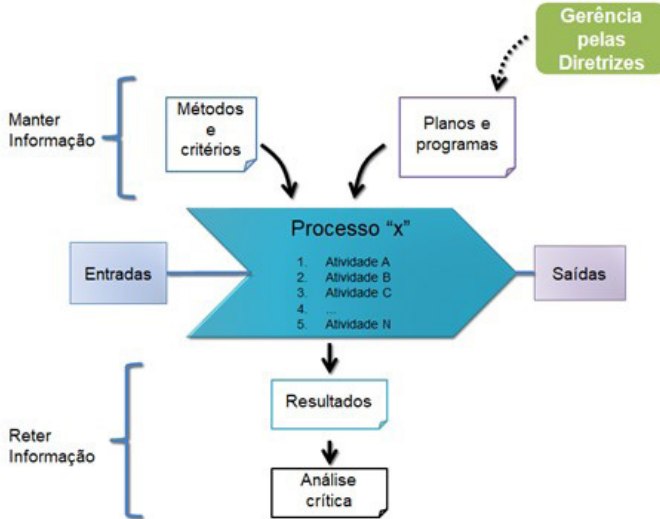 Gerência
pelas
Diretrizes
Manter
Informação
Métodos
e
critérios
Planos e
programas
Processo “x”
Entradas
1. Atividade A
2. Atividade B
3. Atividade C
4. ...
5. Atividade N
Saídas
Resultados
Reter
Informação
Análise
crítica